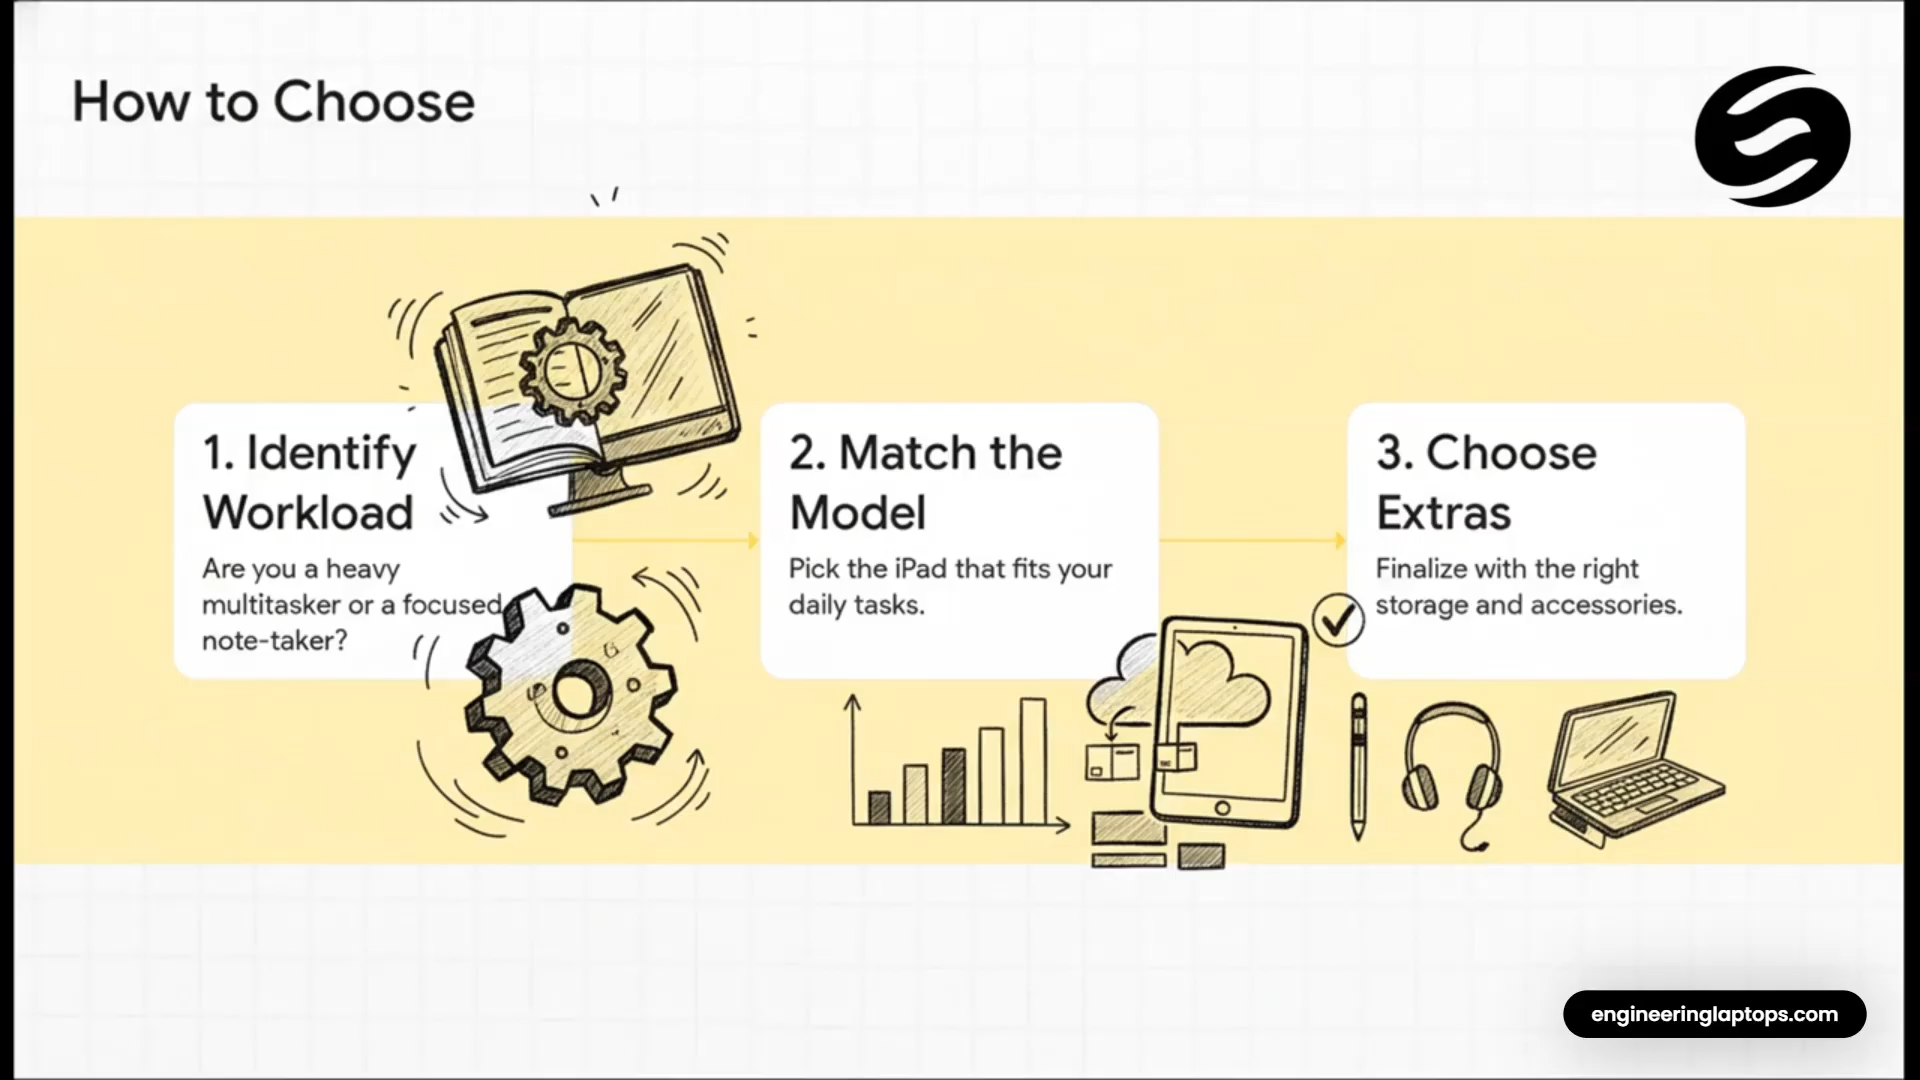 How to Choose
1. Identify
Workload
Are you a heavy
multitasker or a focused
note-taker?
2. Match the
Model
Pick the iPad that fits your
daily tasks.
3. Choose
Extras
Finalize with the right
storage and accessories.
engineeringlaptops.com